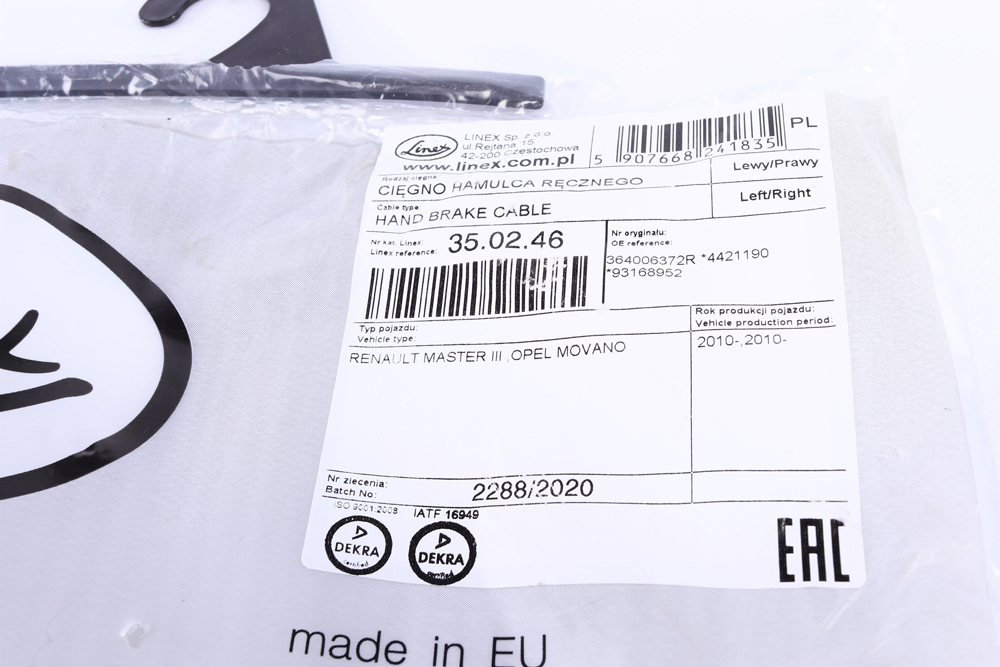 Linex
LINEX Sp. z o.o.
ul.Rejtana 15
42-200 Częstochowa
www.linex.com.pl
5 907668 241835
PL
Rodzaj cięgna:
CIĘGNO HAMULCA RĘCZNEGO
Lewy/Prawy
Cable type:
HAND BRAKE CABLE
Left/Right
Nr kat. Linex:
Linex reference:
35.02.46
Nr oryginału:
OE reference:
364006372R *4421190
*93168952
Typ pojazdu:
Vehicle type:
Rok produkcji pojazdu:
Vehicle production period:
RENAULT MASTER III ,OPEL MOVANO
2010-,2010-
Nr zlecenia:
Batch No:
2288/2020
ISO 9001:2008
IATF 16949
DEKRA
certified
DEKRA
certified
EAC
made in EU